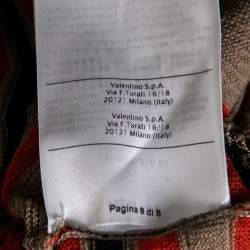 Valentino S.p.A.
Via F.Turati 16/18
20121 Milano (Italy)
Valentino S.p.A.
Via F.Turati 16/18
20121 Milano (Italy)
Pagina 8 di 8